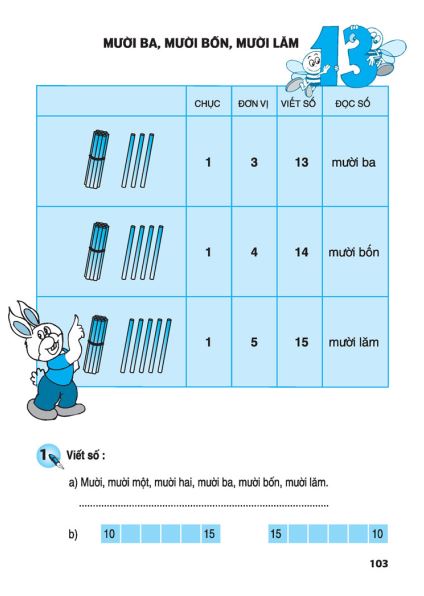 MƯỜI BA, MƯỜI BỐN, MƯỜI LĂM
13
CHỤC ĐƠN VỊ VIẾT SỐ ĐỌC SỐ
1 3 13 mười ba
1 4 14 mười bốn
1 5 15 mười lăm
1 Viết số :
a) Mười, mười một, mười hai, mười ba, mười bốn, mười lăm.
................................................................................
b) 10 15 15 10
103